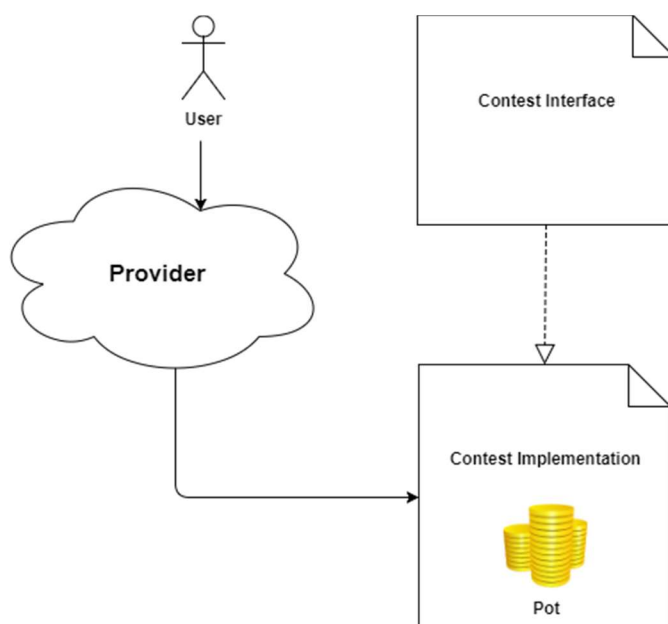 User
Contest Interface
Provider
Contest Implementation
Pot